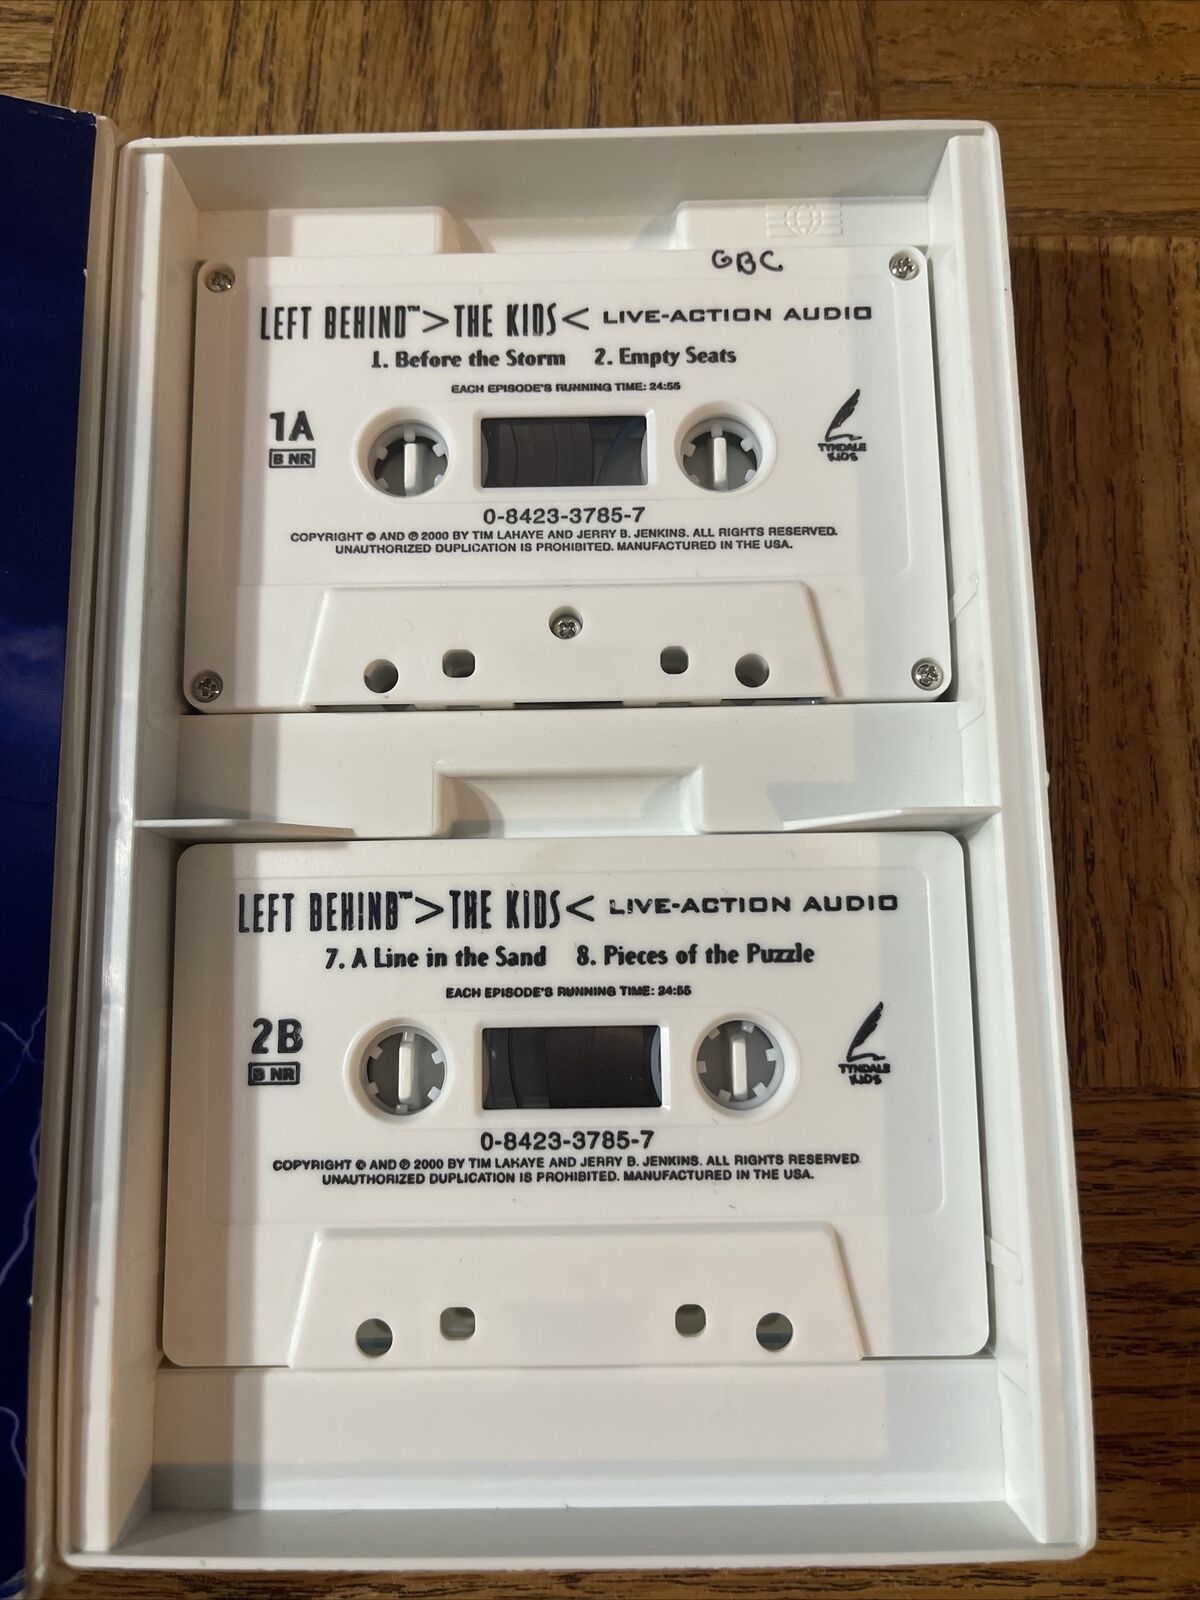 GBC
LEFT BEHIND™ >THE KIDS< LIVE-ACTION AUDIO
1. Before the Storm 2. Empty Seats
EACH EPISODE'S RUNNING TIME: 24:55
1A
B NR
TYNDALE
KIDS
0-8423-3785-7
COPYRIGHT © AND ℗ 2000 BY TIM LAHAYE AND JERRY B. JENKINS. ALL RIGHTS RESERVED.
UNAUTHORIZED DUPLICATION IS PROHIBITED. MANUFACTURED IN THE USA.
LEFT BEHIND™ >THE KIDS< LIVE-ACTION AUDIO
7. A Line in the Sand 8. Pieces of the Puzzle
EACH EPISODE'S RUNNING TIME: 24:55
2B
B NR
TYNDALE
KIDS
0-8423-3785-7
COPYRIGHT © AND ℗ 2000 BY TIM LAHAYE AND JERRY B. JENKINS. ALL RIGHTS RESERVED.
UNAUTHORIZED DUPLICATION IS PROHIBITED. MANUFACTURED IN THE USA.